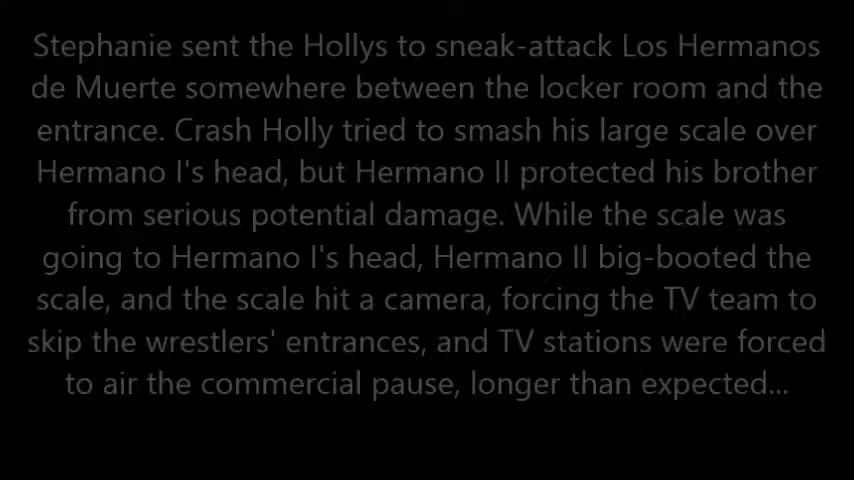 Stephanie sent the Hollys to sneak-attack Los Hermanos
de Muerte somewhere between the locker room and the
entrance. Crash Holly tried to smash his large scale over
Hermano I's head, but Hermano II protected his brother
from serious potential damage. While the scale was
going to Hermano I's head, Hermano II big-booted the
scale, and the scale hit a camera, forcing the TV team to
skip the wrestlers' entrances, and TV stations were forced
to air the commercial pause, longer than expected...